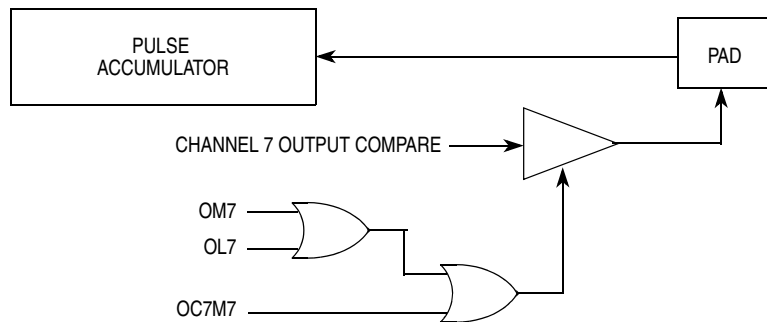 PULSE
ACCUMULATOR
PAD
CHANNEL 7 OUTPUT COMPARE
OM7
OL7
OC7M7